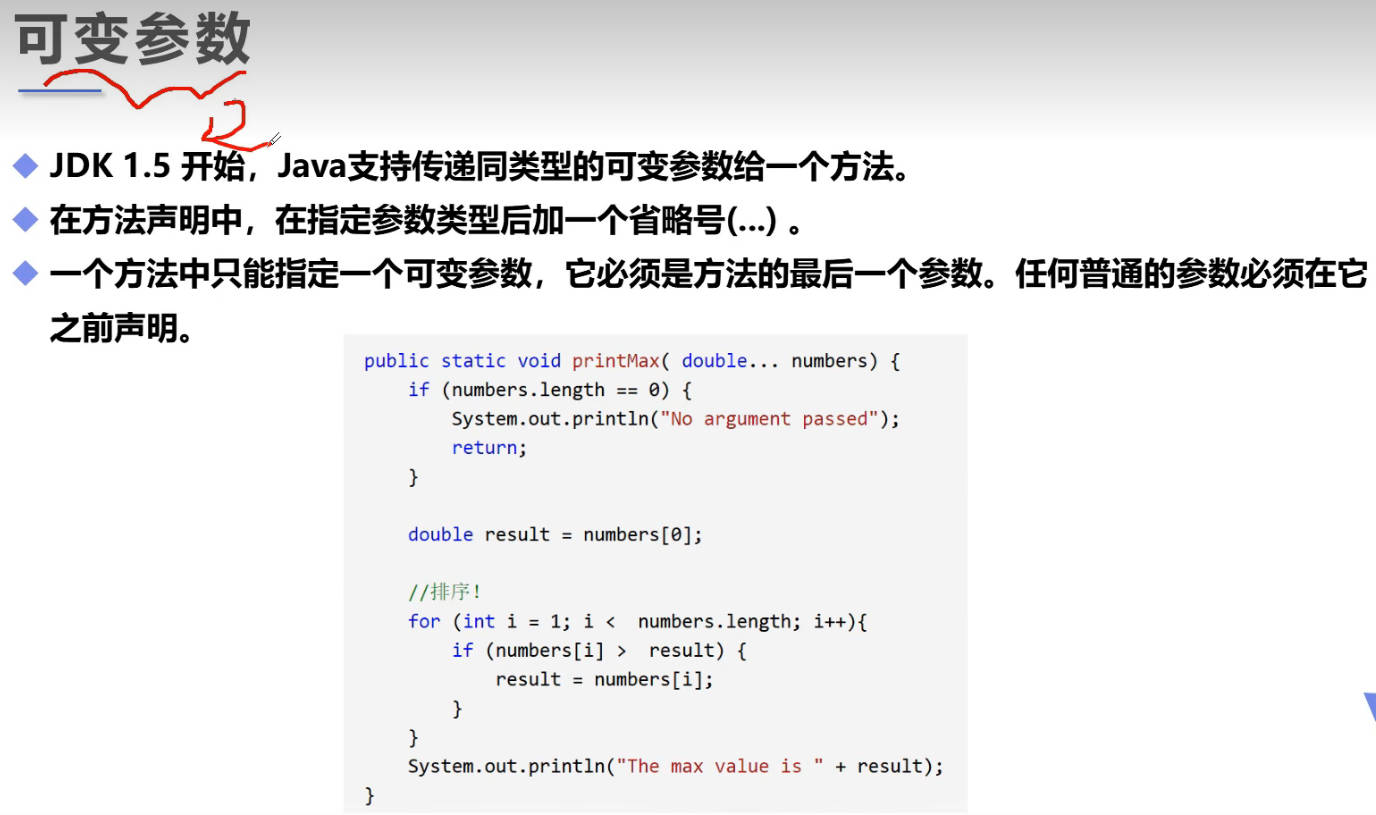 可变参数
JDK 1.5 开始，Java支持传递同类型的可变参数给一个方法。
在方法声明中，在指定参数类型后加一个省略号(...) 。
一个方法中只能指定一个可变参数，它必须是方法的最后一个参数。任何普通的参数必须在它
之前声明。
public static void printMax( double... numbers) {
    if (numbers.length == 0) {
        System.out.println("No argument passed");
        return;
    }
    double result = numbers[0];
    //排序！
    for (int i = 1; i <  numbers.length; i++){
        if (numbers[i] >  result) {
            result = numbers[i];
        }
    }
    System.out.println("The max value is " + result);
}